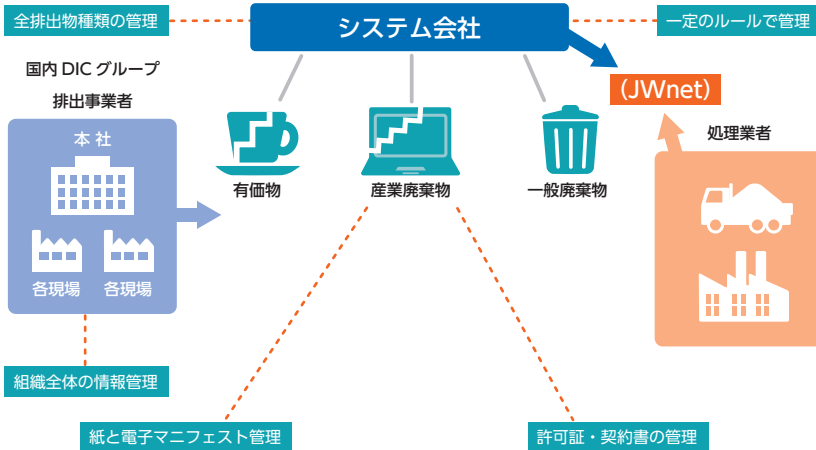 全排出物種類の管理
システム会社
一定のルールで管理
国内 DIC グループ
排出事業者
(JWnet)
本 社
処理業者
有価物
産業廃棄物
一般廃棄物
各現場
各現場
組織全体の情報管理
紙と電子マニフェスト管理
許可証・契約書の管理